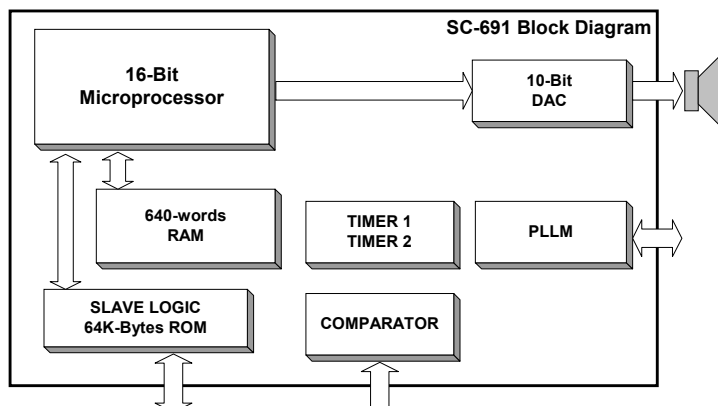 SC-691 Block Diagram
16-Bit
Microprocessor
10-Bit
DAC
640-words
RAM
TIMER 1
TIMER 2
PLLM
SLAVE LOGIC
64K-Bytes ROM
COMPARATOR